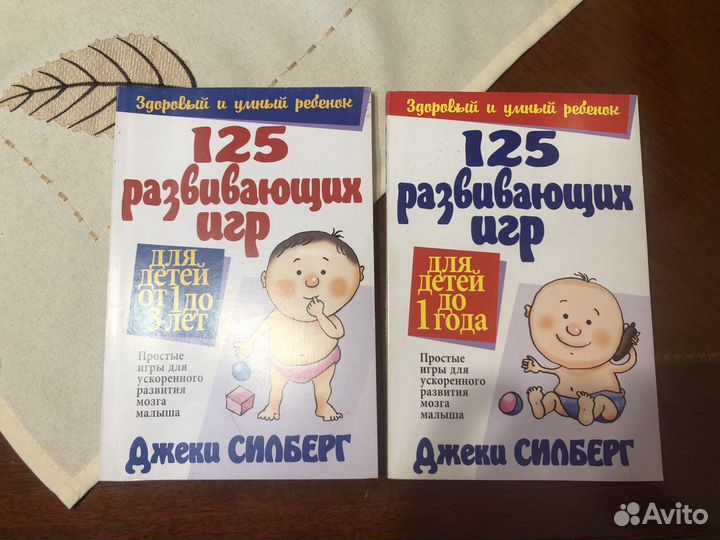 Здоровый и умный ребенок
125
развивающих
игр
для
детей
от 1 до
3 лет
Простые
игры для
ускоренного
развития
мозга
малыша
Джеки СИЛБЕРГ
Здоровый и умный ребенок
125
развивающих
игр
для
детей
до
1 года
Простые
игры для
ускоренного
развития
мозга
малыша
Джеки СИЛБЕРГ
Avito